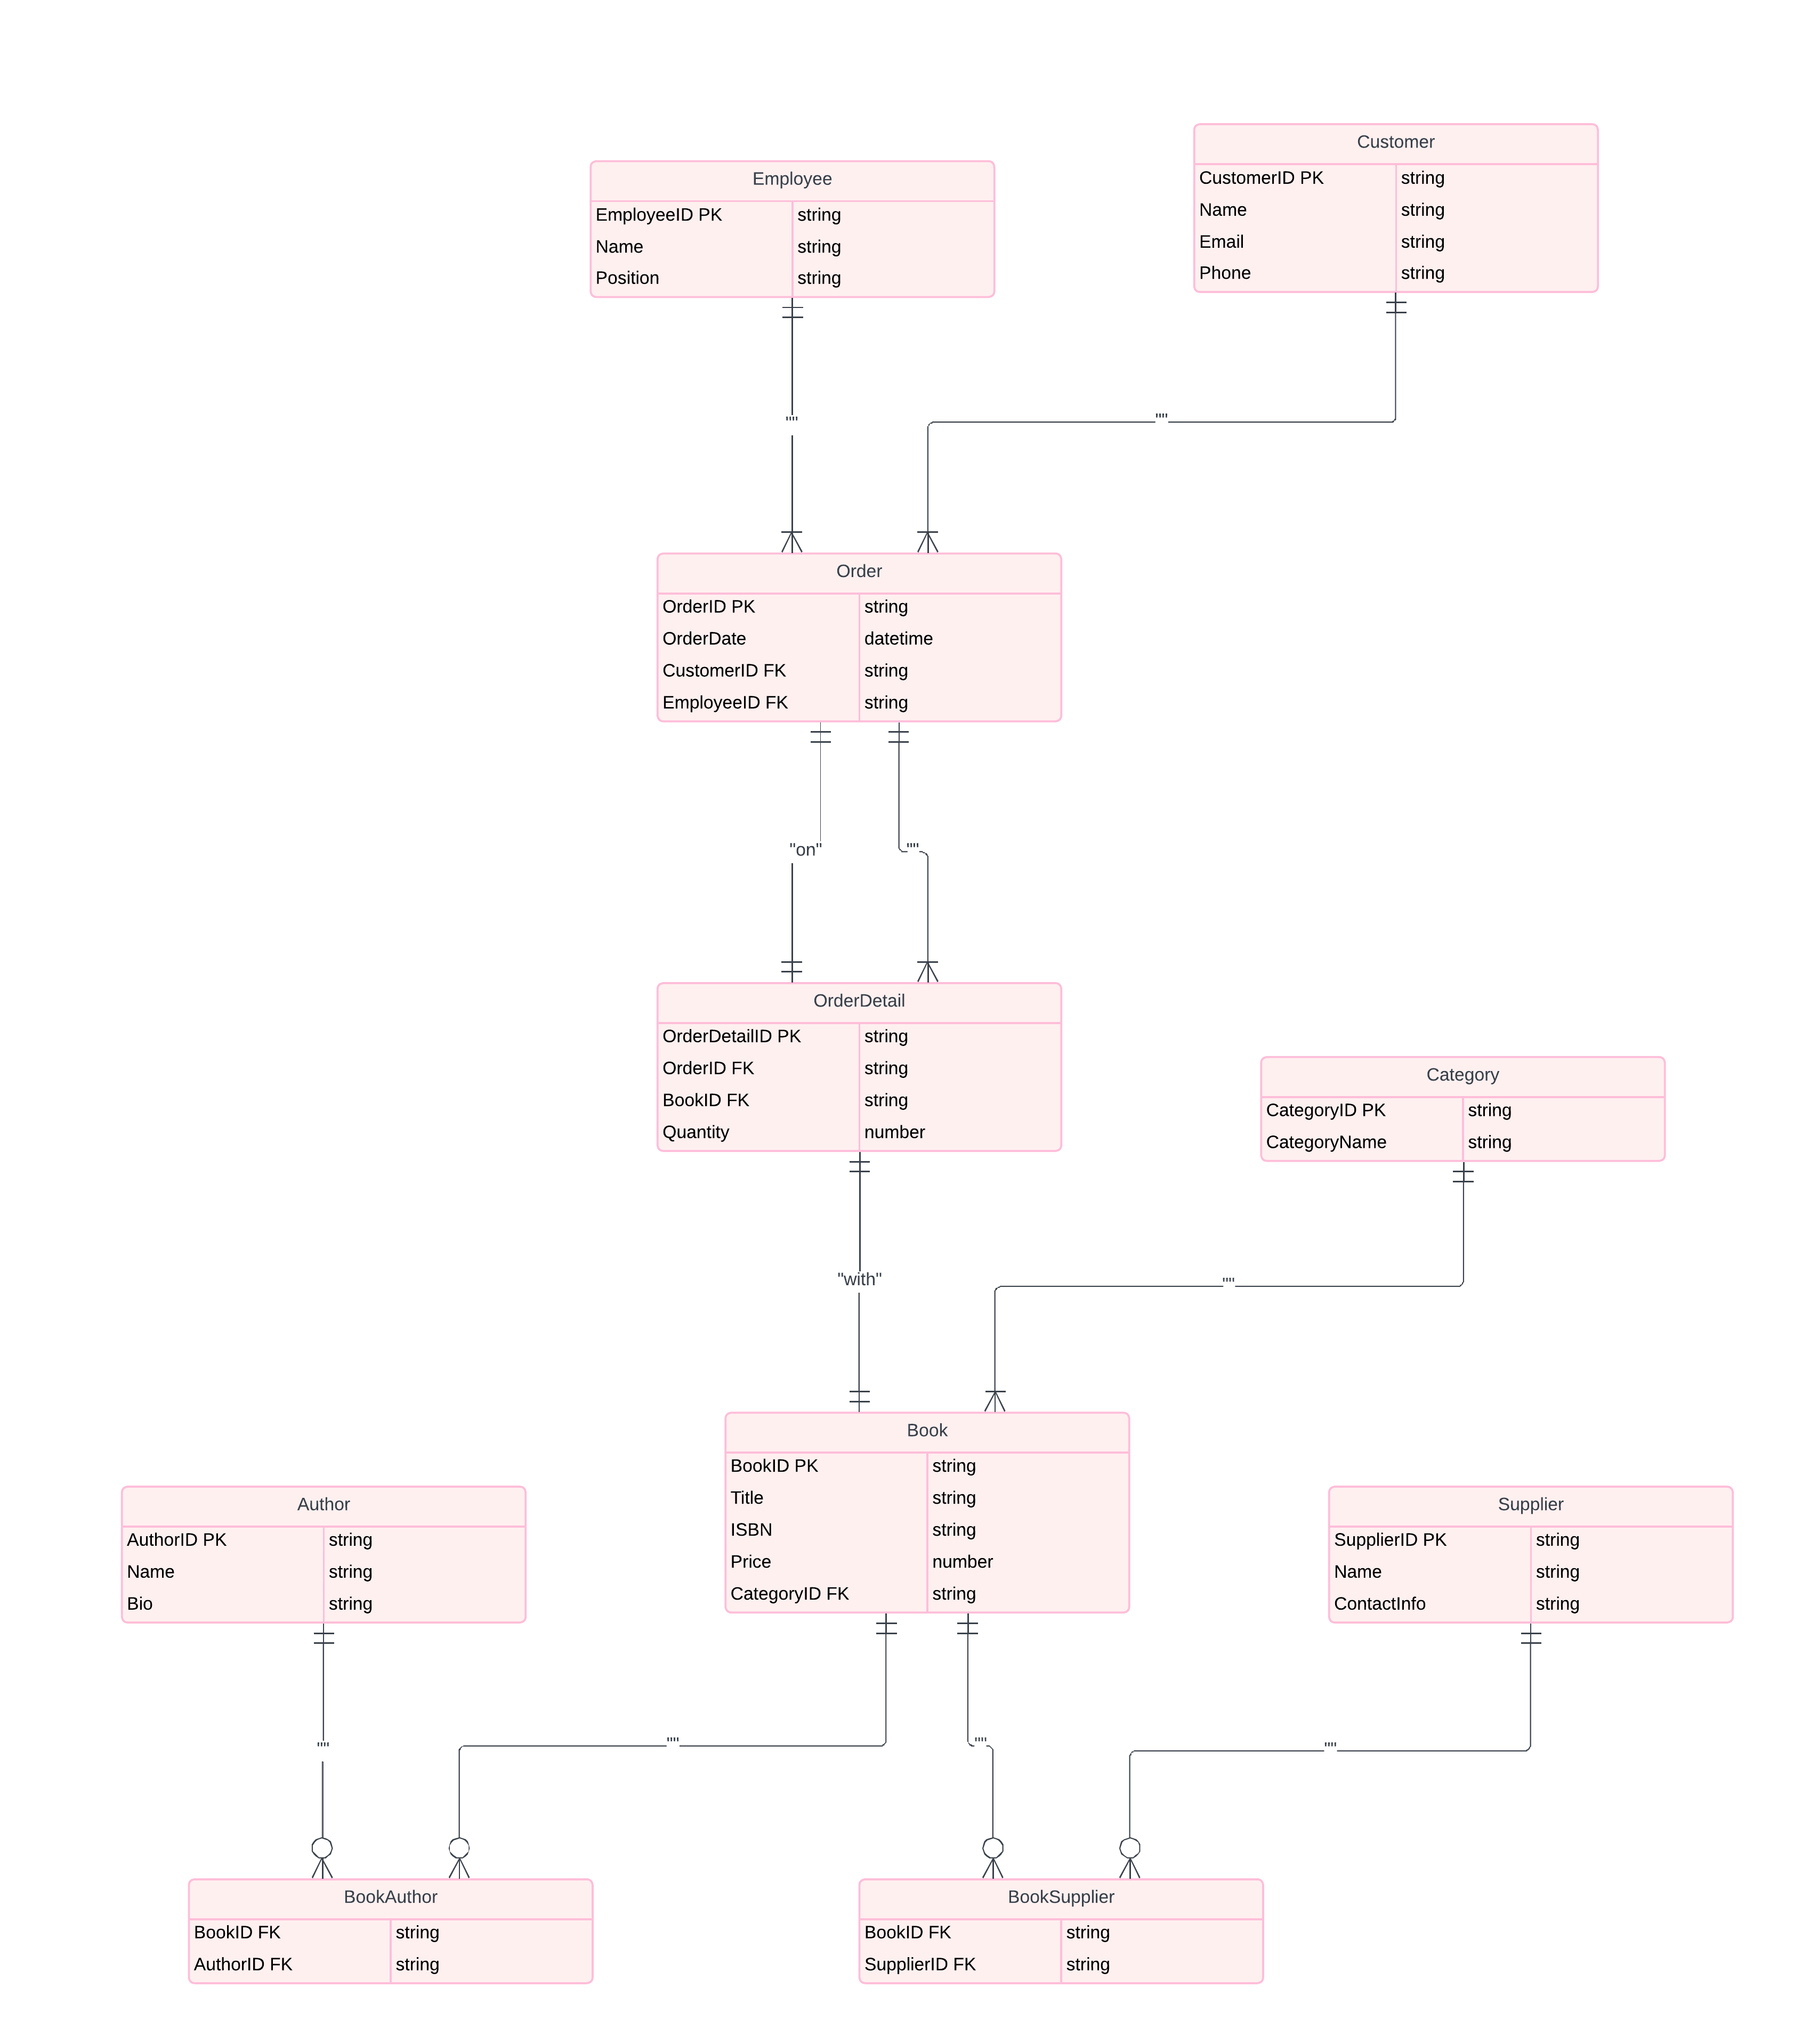 Customer
CustomerID PK string
Name string
Email string
Phone string
Employee
EmployeeID PK string
Name string
Position string
""
""
Order
OrderID PK string
OrderDate datetime
CustomerID FK string
EmployeeID FK string
"on"
""
OrderDetail
OrderDetailID PK string
OrderID FK string
BookID FK string
Quantity number
Category
CategoryID PK string
CategoryName string
"with"
""
Book
BookID PK string
Title string
ISBN string
Price number
CategoryID FK string
Author
AuthorID PK string
Name string
Bio string
Supplier
SupplierID PK string
Name string
ContactInfo string
""
""
""
""
BookAuthor
BookID FK string
AuthorID FK string
BookSupplier
BookID FK string
SupplierID FK string